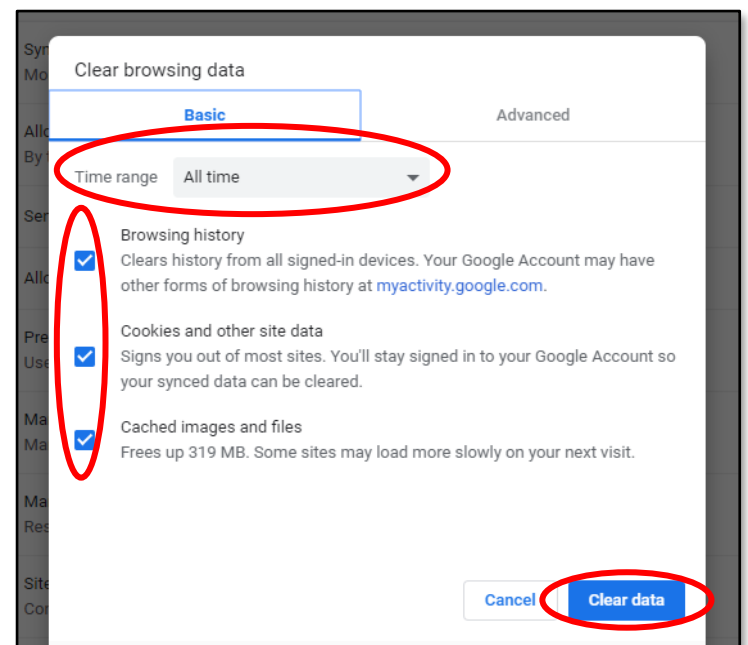 Clear browsing data
Basic
Advanced
Time range All time
Browsing history
Clears history from all signed-in devices. Your Google Account may have
other forms of browsing history at myactivity.google.com.
Cookies and other site data
Signs you out of most sites. You'll stay signed in to your Google Account so
your synced data can be cleared.
Cached images and files
Frees up 319 MB. Some sites may load more slowly on your next visit.
Cancel
Clear data